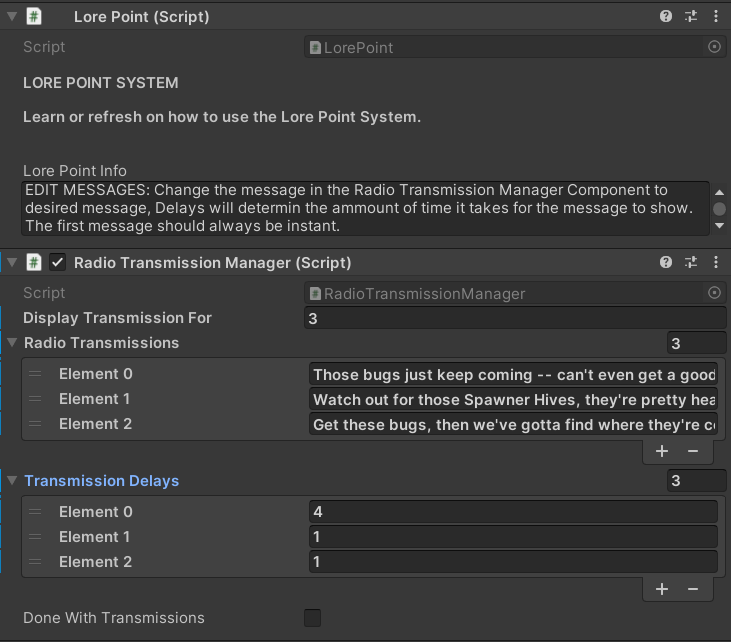 Lore Point (Script)
Script LorePoint
LORE POINT SYSTEM
Learn or refresh on how to use the Lore Point System.
Lore Point Info
EDIT MESSAGES: Change the message in the Radio Transmission Manager Component to
desired message, Delays will determin the ammount of time it takes for the message to show.
The first message should always be instant.
Radio Transmission Manager (Script)
Script RadioTransmissionManager
Display Transmission For 3
Radio Transmissions 3
Element 0 Those bugs just keep coming -- can't even get a good
Element 1 Watch out for those Spawner Hives, they're pretty
Element 2 Get these bugs, then we've gotta find where they're
Transmission Delays 3
Element 0 4
Element 1 1
Element 2 1
Done With Transmissions